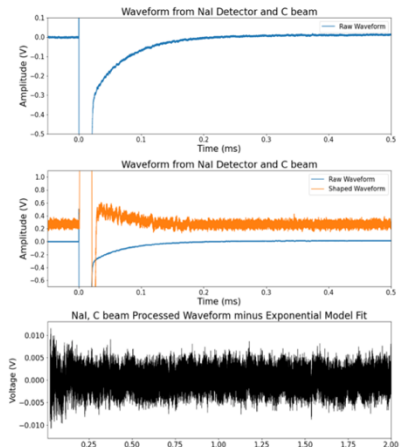 Waveform from NaI Detector and C beam
0.1
0.0
-0.1
-0.2
-0.3
-0.4
-0.5
Amplitude (V)
Raw Waveform
0.0 0.1 0.2 0.3 0.4 0.5
Time (ms)
Waveform from NaI Detector and C beam
1.0
0.8
0.6
0.4
0.2
0.0
-0.2
-0.4
-0.6
Amplitude (V)
Raw Waveform
Shaped Waveform
0.0 0.1 0.2 0.3 0.4 0.5
Time (ms)
NaI, C beam Processed Waveform minus Exponential Model Fit
0.010
0.005
0.000
-0.005
-0.010
Voltage (V)
0.25 0.50 0.75 1.00 1.25 1.50 1.75 2.00